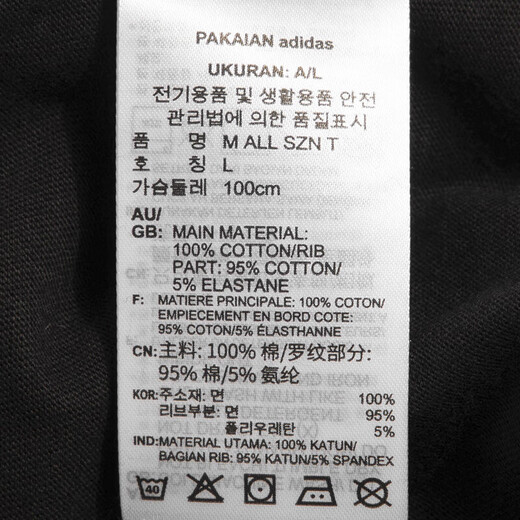 PAKAIAN adidas
UKURAN: A/L
전기용품 및 생활용품 안전
관리법에 의한 품질표시
품 명 M ALL SZN T
호 칭 L
가슴둘레 100cm
AU/
GB: MAIN MATERIAL:
100% COTTON/RIB
PART: 95% COTTON/
5% ELASTANE
F: MATIERE PRINCIPALE: 100% COTON/
EMPIECEMENT EN BORD COTE:
95% COTON/5% ÉLASTHANNE
CN: 主料: 100% 棉/罗纹部分:
95% 棉/5% 氨纶
KOR: 주소재: 면 100%
리브부분: 면 95%
폴리우레탄 5%
IND: MATERIAL UTAMA: 100% KATUN/
BAGIAN RIB: 95% KATUN/5% SPANDEX
40